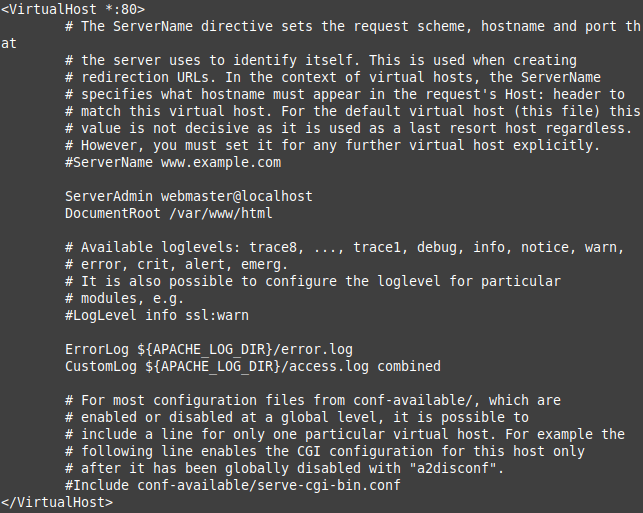 <VirtualHost *:80>
        # The ServerName directive sets the request scheme, hostname and port th
at
        # the server uses to identify itself. This is used when creating
        # redirection URLs. In the context of virtual hosts, the ServerName
        # specifies what hostname must appear in the request's Host: header to
        # match this virtual host. For the default virtual host (this file) this
        # value is not decisive as it is used as a last resort host regardless.
        # However, you must set it for any further virtual host explicitly.
        #ServerName www.example.com

        ServerAdmin webmaster@localhost
        DocumentRoot /var/www/html

        # Available loglevels: trace8, ..., trace1, debug, info, notice, warn,
        # error, crit, alert, emerg.
        # It is also possible to configure the loglevel for particular
        # modules, e.g.
        #LogLevel info ssl:warn

        ErrorLog ${APACHE_LOG_DIR}/error.log
        CustomLog ${APACHE_LOG_DIR}/access.log combined

        # For most configuration files from conf-available/, which are
        # enabled or disabled at a global level, it is possible to
        # include a line for only one particular virtual host. For example the
        # following line enables the CGI configuration for this host only
        # after it has been globally disabled with "a2disconf".
        #Include conf-available/serve-cgi-bin.conf
</VirtualHost>